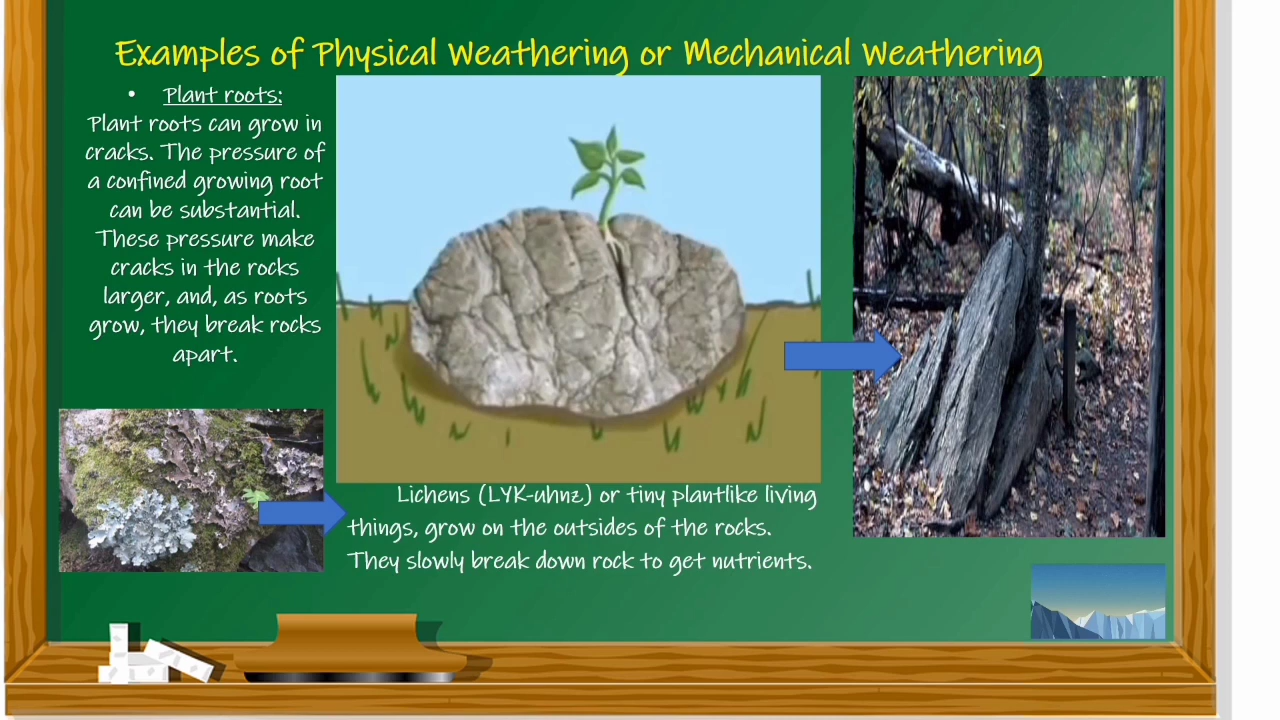 Examples of Physical Weathering or Mechanical Weathering
• Plant roots:
Plant roots can grow in
cracks. The pressure of
a confined growing root
can be substantial.
These pressure make
cracks in the rocks
larger, and, as roots
grow, they break rocks
apart.
Lichens (LYK-uhnz) or tiny plantlike living
things, grow on the outsides of the rocks.
They slowly break down rock to get nutrients.